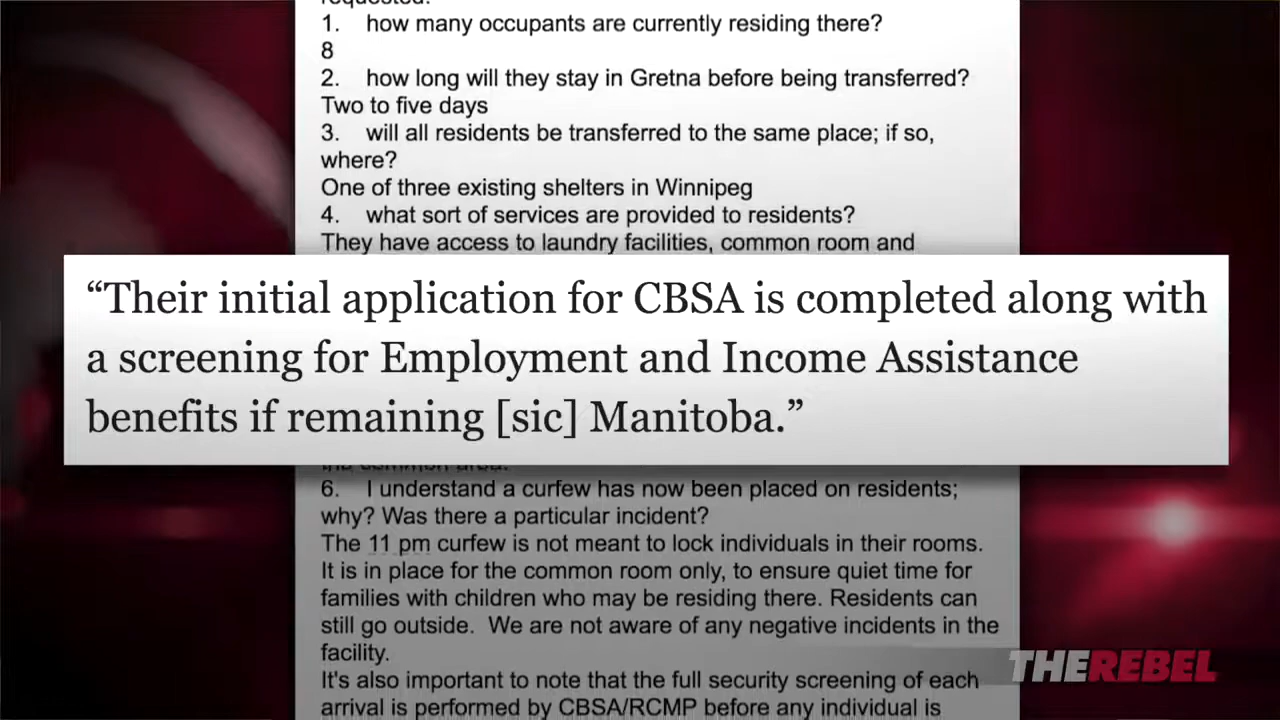 requested:
1. how many occupants are currently residing there?
8
2. how long will they stay in Gretna before being transferred?
Two to five days
3. will all residents be transferred to the same place; if so,
where?
One of three existing shelters in Winnipeg
4. what sort of services are provided to residents?
They have access to laundry facilities, common room and
“Their initial application for CBSA is completed along with
a screening for Employment and Income Assistance
benefits if remaining [sic] Manitoba.”
the common area.
6. I understand a curfew has now been placed on residents;
why? Was there a particular incident?
The 11 pm curfew is not meant to lock individuals in their rooms.
It is in place for the common room only, to ensure quiet time for
families with children who may be residing there. Residents can
still go outside. We are not aware of any negative incidents in the
facility.
It's also important to note that the full security screening of each
arrival is performed by CBSA/RCMP before any individual is
THEREBEL